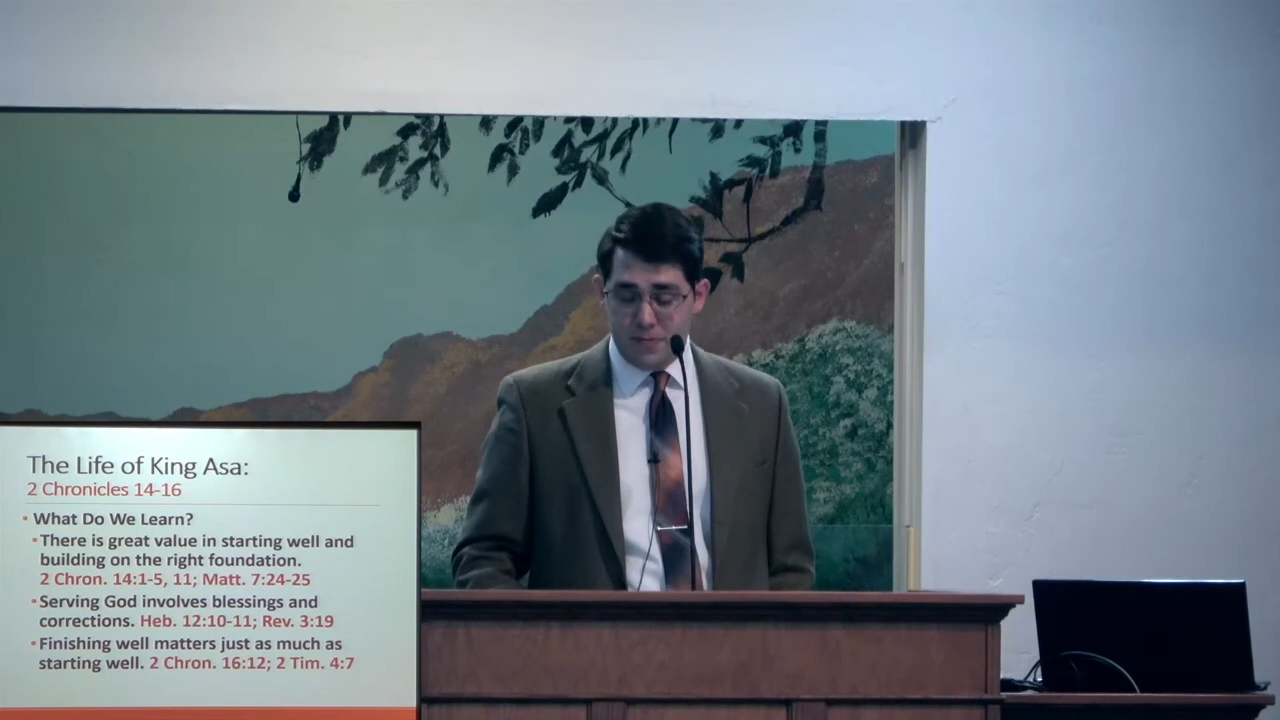 The Life of King Asa:
2 Chronicles 14-16
• What Do We Learn?
• There is great value in starting well and
building on the right foundation.
2 Chron. 14:1-5, 11; Matt. 7:24-25
• Serving God involves blessings and
corrections. Heb. 12:10-11; Rev. 3:19
• Finishing well matters just as much as
starting well. 2 Chron. 16:12; 2 Tim. 4:7